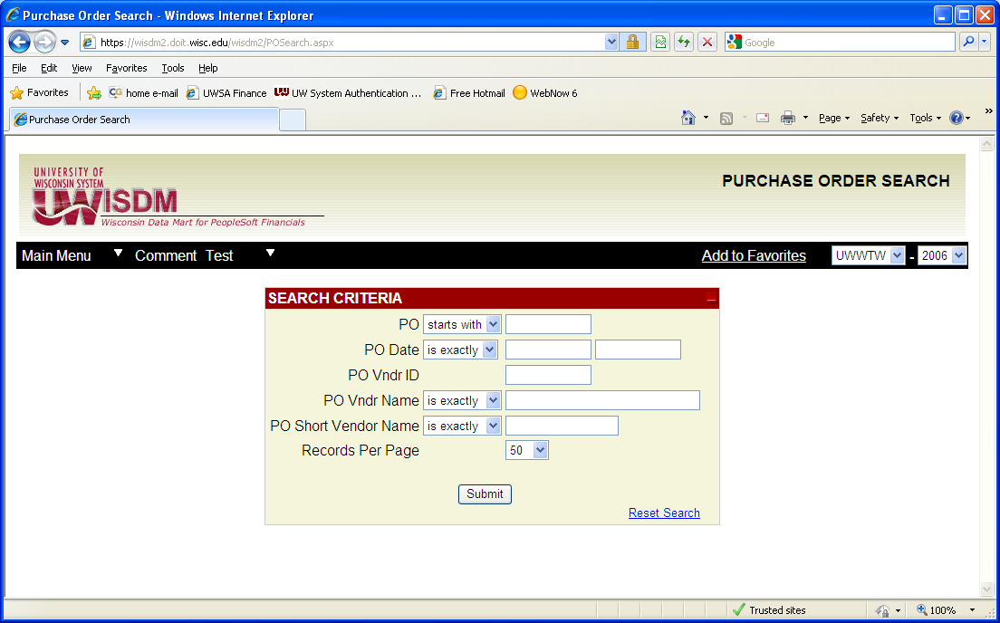 Purchase Order Search - Windows Internet Explorer
https://wisdm2.doit.wisc.edu/wisdm2/POSearch.aspx
Google
File Edit View Favorites Tools Help
Favorites home e-mail UWSA Finance UW System Authentication ... Free Hotmail WebNow 6
Purchase Order Search
Page Safety Tools
UNIVERSITY OF
WISCONSIN SYSTEM
UWISDM
Wisconsin Data Mart for PeopleSoft Financials
PURCHASE ORDER SEARCH
Main Menu Comment Test Add to Favorites UWWTW - 2006
SEARCH CRITERIA
PO starts with
PO Date is exactly
PO Vndr ID
PO Vndr Name is exactly
PO Short Vendor Name is exactly
Records Per Page 50
Submit
Reset Search
Trusted sites 100%